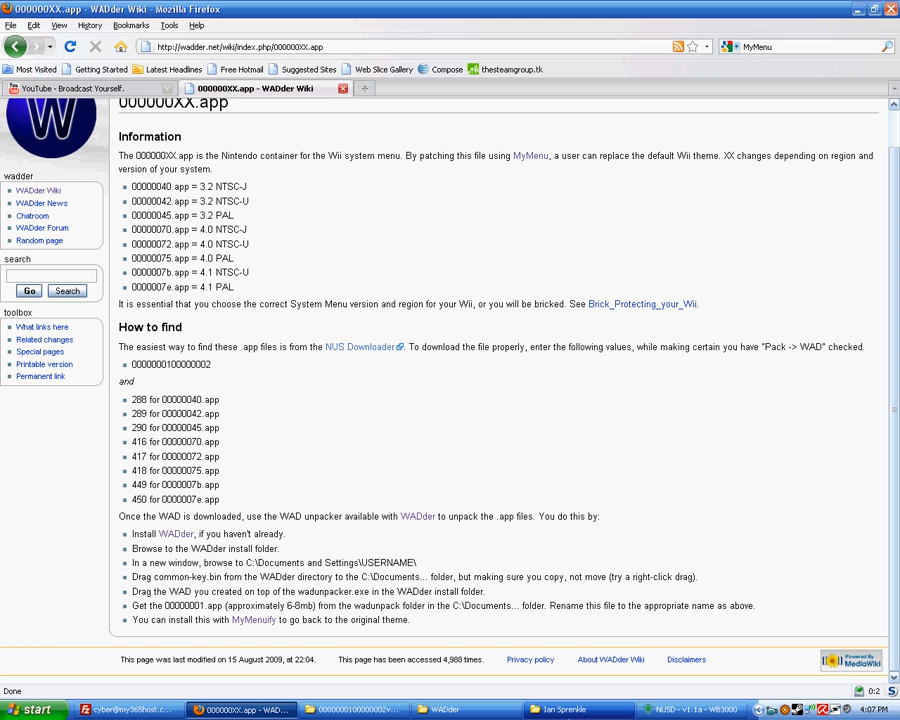 000000XX.app - WADder Wiki - Mozilla Firefox
File Edit View History Bookmarks Tools Help
http://wadder.net/wiki/index.php/000000XX.app
MyMenu
Most Visited Getting Started Latest Headlines Free Hotmail Suggested Sites Web Slice Gallery Compose thesteamgroup.tk
YouTube - Broadcast Yourself. 000000XX.app - WADder Wiki
W
wadder
WADder Wiki
WADder News
Chatroom
WADder Forum
Random page
search
Go Search
toolbox
What links here
Related changes
Special pages
Printable version
Permanent link
000000XX.app
Information
The 000000XX.app is the Nintendo container for the Wii system menu. By patching this file using MyMenu, a user can replace the default Wii theme. XX changes depending on region and
version of your system.
00000040.app = 3.2 NTSC-J
00000042.app = 3.2 NTSC-U
00000045.app = 3.2 PAL
00000070.app = 4.0 NTSC-J
00000072.app = 4.0 NTSC-U
00000075.app = 4.0 PAL
0000007b.app = 4.1 NTSC-U
0000007e.app = 4.1 PAL
It is essential that you choose the correct System Menu version and region for your Wii, or you will be bricked. See Brick_Protecting_your_Wii.
How to find
The easiest way to find these .app files is from the NUS Downloader. To download the file properly, enter the following values, while making certain you have "Pack -> WAD" checked.
0000000100000002
and
288 for 00000040.app
289 for 00000042.app
290 for 00000045.app
416 for 00000070.app
417 for 00000072.app
418 for 00000075.app
449 for 0000007b.app
450 for 0000007e.app
Once the WAD is downloaded, use the WAD unpacker available with WADder to unpack the .app files. You do this by:
Install WADder, if you haven't already.
Browse to the WADder install folder.
In a new window, browse to C:\Documents and Settings\USERNAME\
Drag common-key.bin from the WADder directory to the C:\Documents... folder, but making sure you copy, not move (try a right-click drag).
Drag the WAD you created on top of the wadunpacker.exe in the WADder install folder.
Get the 00000001.app (approximately 6-8mb) from the wadunpack folder in the C:\Documents... folder. Rename this file to the appropriate name as above.
You can install this with MyMenuify to go back to the original theme.
This page was last modified on 15 August 2009, at 22:04. This page has been accessed 4,988 times. Privacy policy About WADder Wiki Disclaimers
Powered By
MediaWiki
Done
0:2
start cyber@my365host.c... 000000XX.app - WAD... 0000000100000002v... WADder Ian Sprenkle NUSD - v1.1a - WB3000 4:07 PM